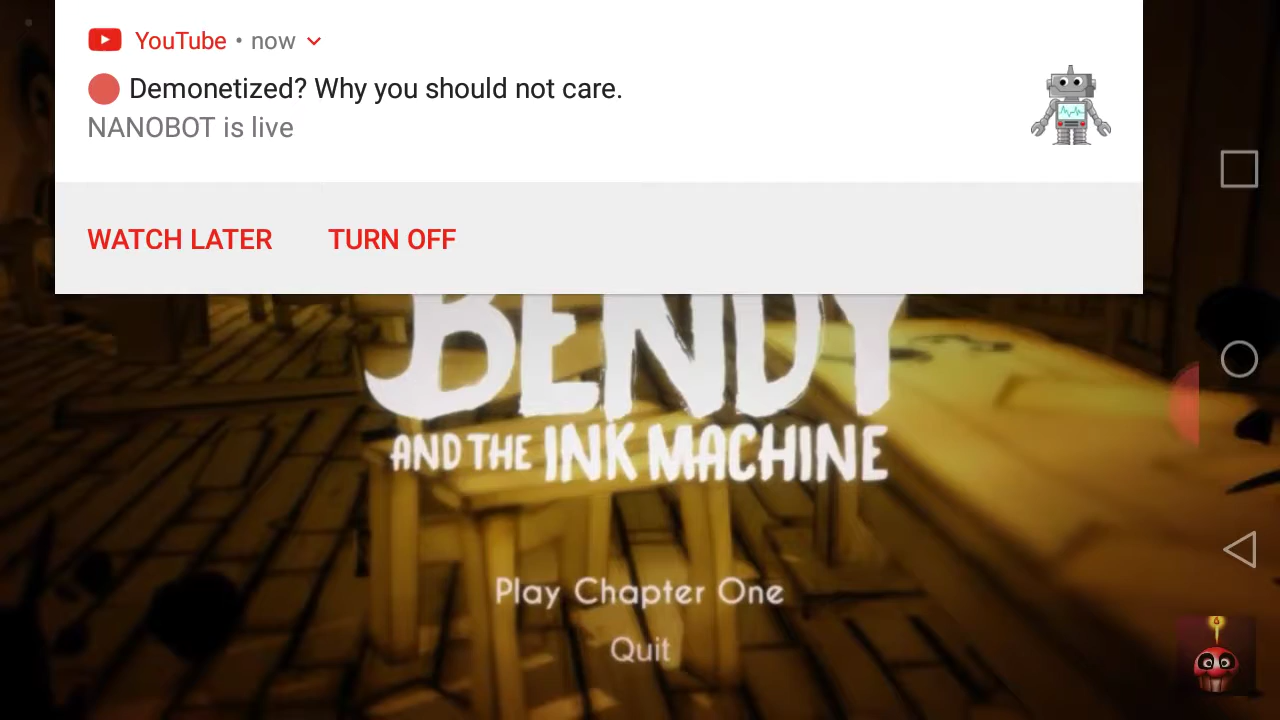 YouTube • now
Demonetized? Why you should not care.
NANOBOT is live
WATCH LATER TURN OFF
BENDY
AND THE INK MACHINE
Play Chapter One
Quit